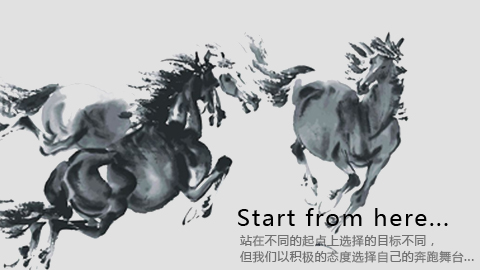 Start from here...
站在不同的起点上选择的目标不同，
但我们以积极的态度选择自己的奔跑舞台...